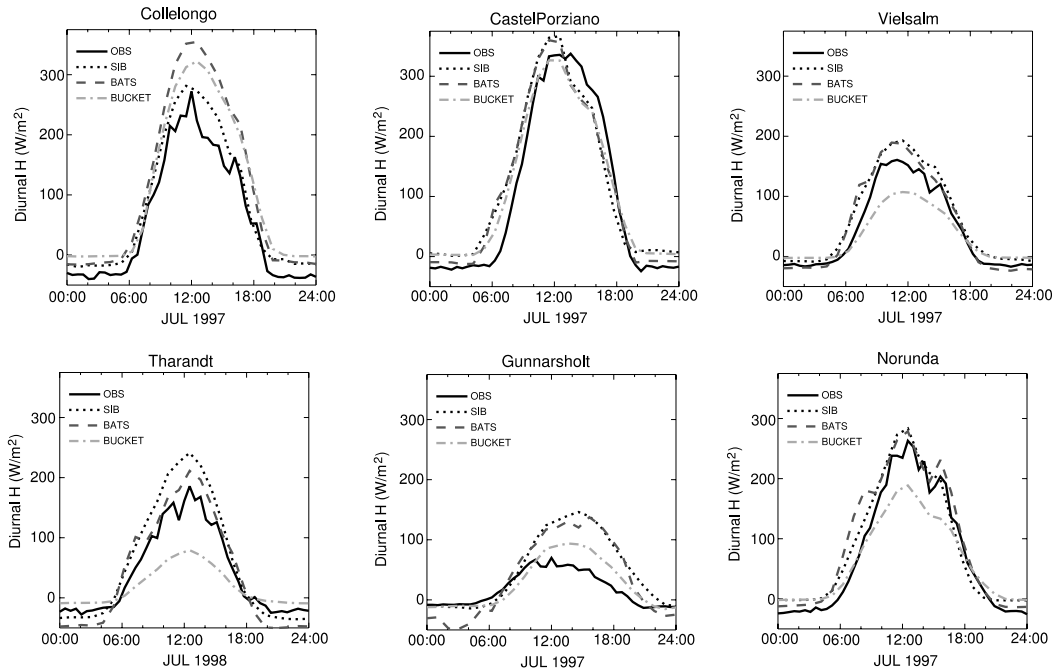 Collelongo
OBS
SIB
BATS
BUCKET
Diurnal H (W/m²)
300
200
100
0
00:00 06:00 12:00 18:00 24:00
JUL 1997
CastelPorziano
OBS
SIB
BATS
BUCKET
Diurnal H (W/m²)
300
200
100
0
00:00 06:00 12:00 18:00 24:00
JUL 1997
Vielsalm
OBS
SIB
BATS
BUCKET
Diurnal H (W/m²)
300
200
100
0
00:00 06:00 12:00 18:00 24:00
JUL 1997
Tharandt
OBS
SIB
BATS
BUCKET
Diurnal H (W/m²)
300
200
100
0
00:00 06:00 12:00 18:00 24:00
JUL 1998
Gunnarsholt
OBS
SIB
BATS
BUCKET
Diurnal H (W/m²)
300
200
100
0
00:00 06:00 12:00 18:00 24:00
JUL 1997
Norunda
OBS
SIB
BATS
BUCKET
Diurnal H (W/m²)
300
200
100
0
00:00 06:00 12:00 18:00 24:00
JUL 1997